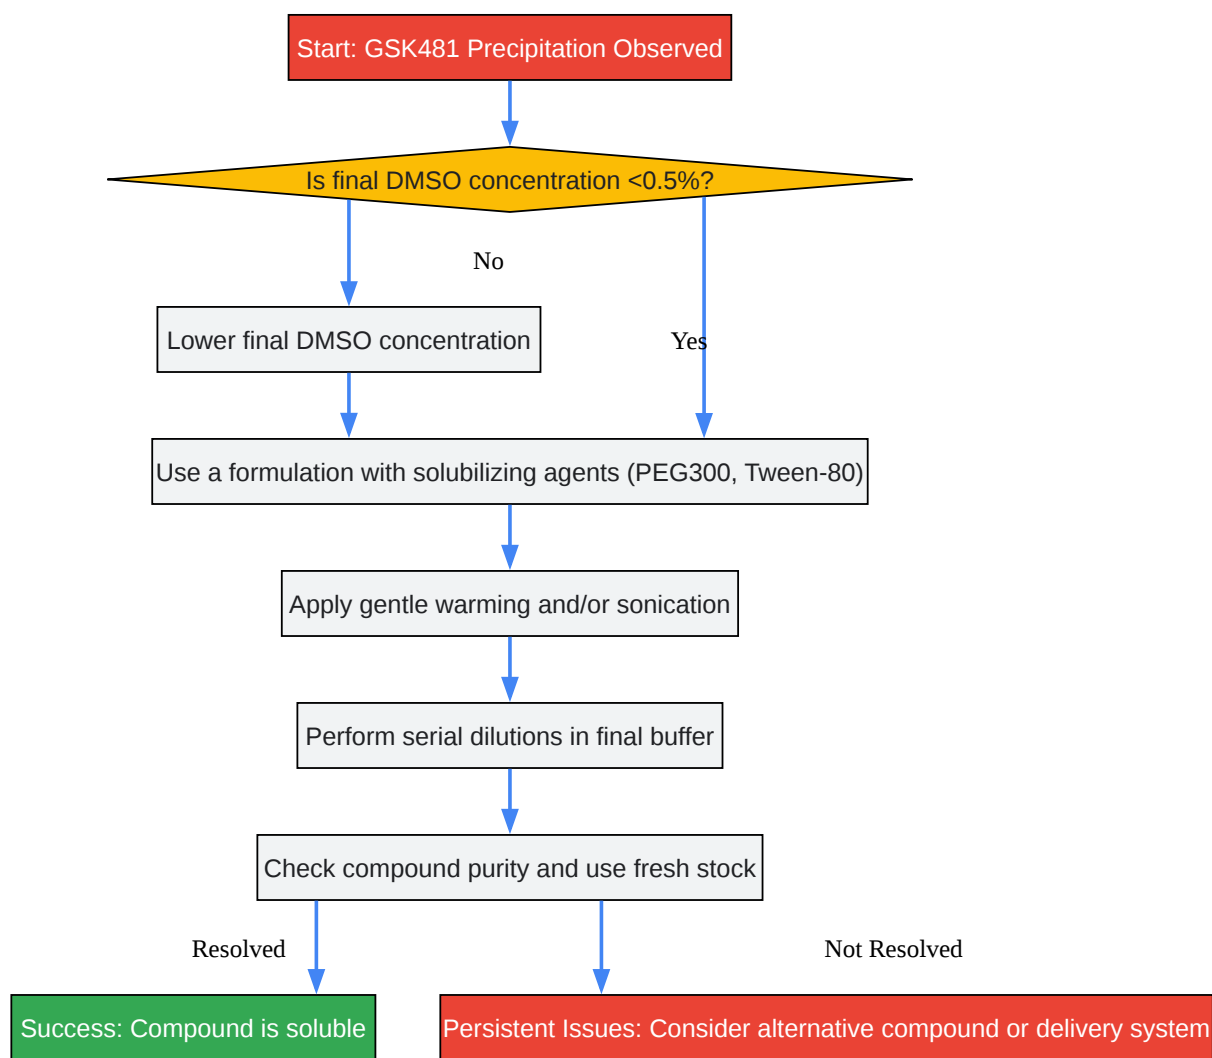 Start: GSK481 Precipitation Observed
Is final DMSO concentration <0.5%?
No
Lower final DMSO concentration
Yes
Use a formulation with solubilizing agents (PEG300, Tween-80)
Apply gentle warming and/or sonication
Perform serial dilutions in final buffer
Check compound purity and use fresh stock
Resolved
Not Resolved
Success: Compound is soluble
Persistent Issues: Consider alternative compound or delivery system